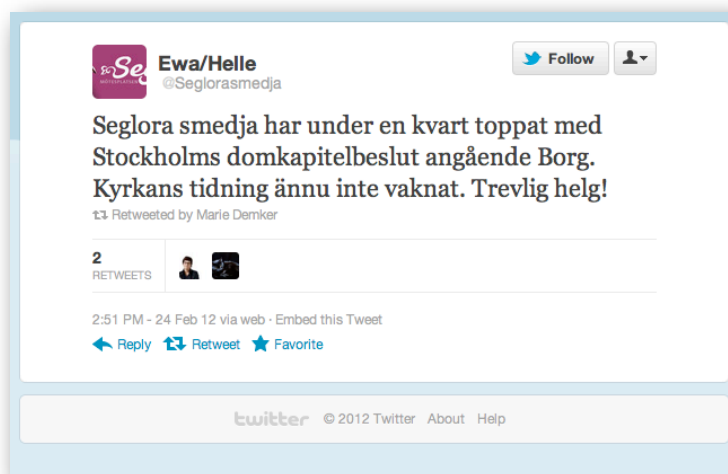 Ewa/Helle
@Seglorasmedja
Follow
Seglora smedja har under en kvart toppat med
Stockholms domkapitelbeslut angående Borg.
Kyrkans tidning ännu inte vaknat. Trevlig helg!
Retweeted by Marie Demker
2
RETWEETS
2:51 PM - 24 Feb 12 via web · Embed this Tweet
Reply Retweet Favorite
twitter © 2012 Twitter About Help